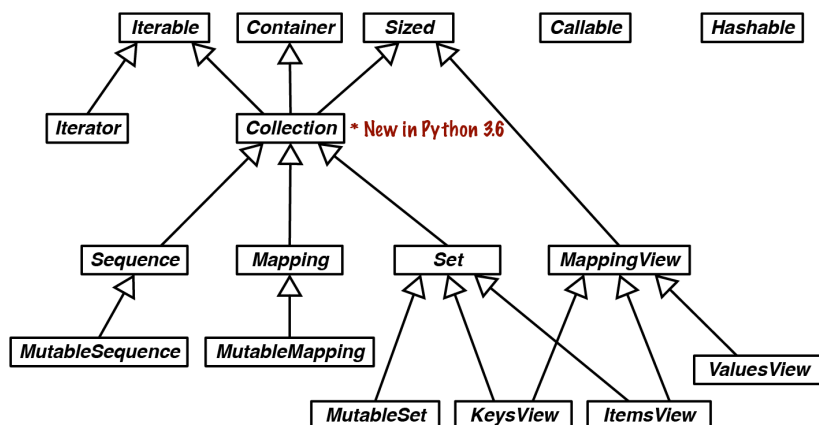 Iterable
Container
Sized
Callable
Hashable
Iterator
Collection
* New in Python 3.6
Sequence
Mapping
Set
MappingView
MutableSequence
MutableMapping
ValuesView
MutableSet
KeysView
ItemsView